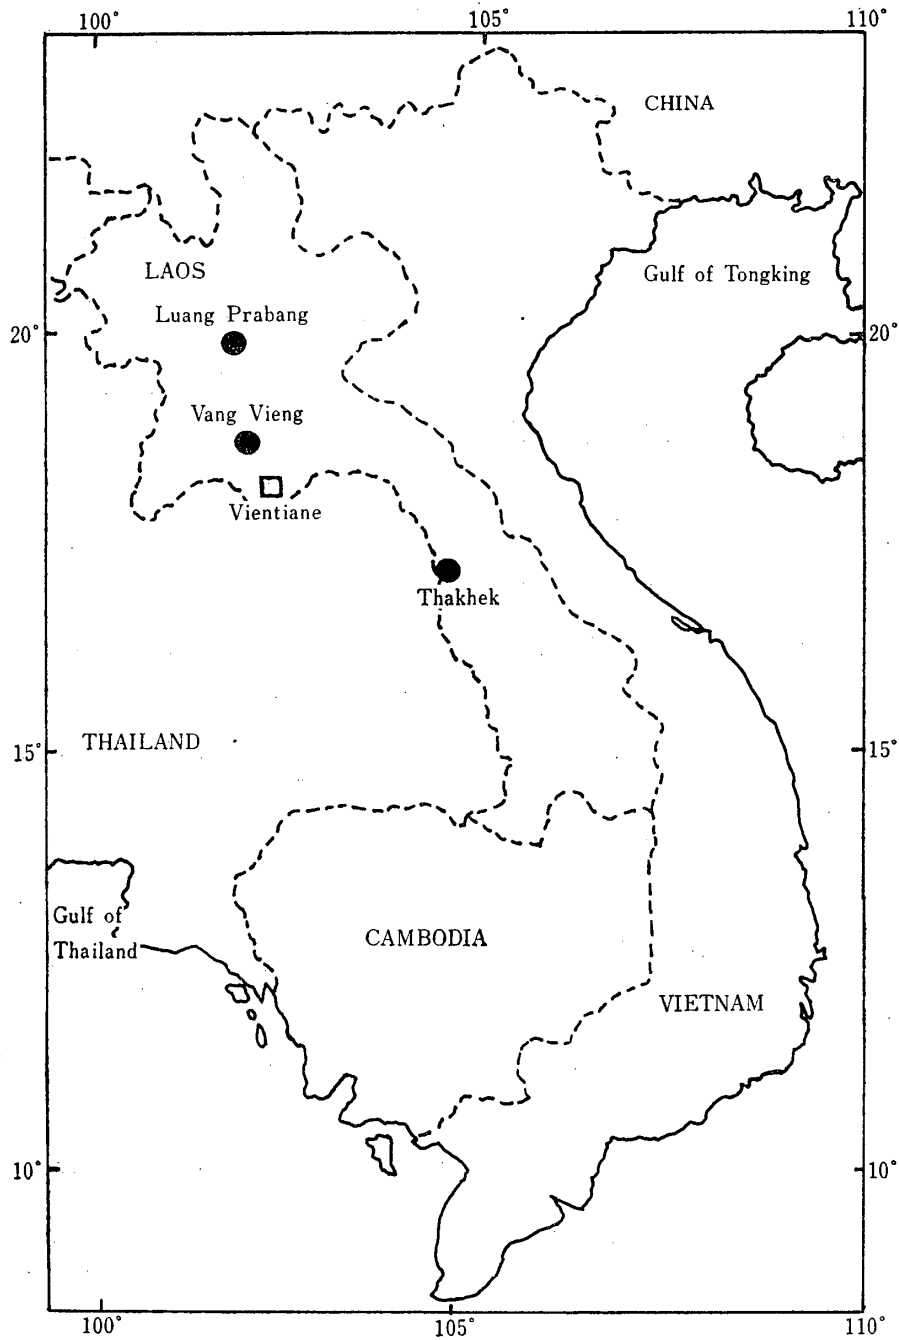 100° 105° 110°
CHINA
LAOS
Gulf of Tongking
Luang Prabang
20° 20°
Vang Vieng
Vientiane
Thakhek
THAILAND
15° 15°
Gulf of
Thailand
CAMBODIA
VIETNAM
10° 10°
100° 105° 110°